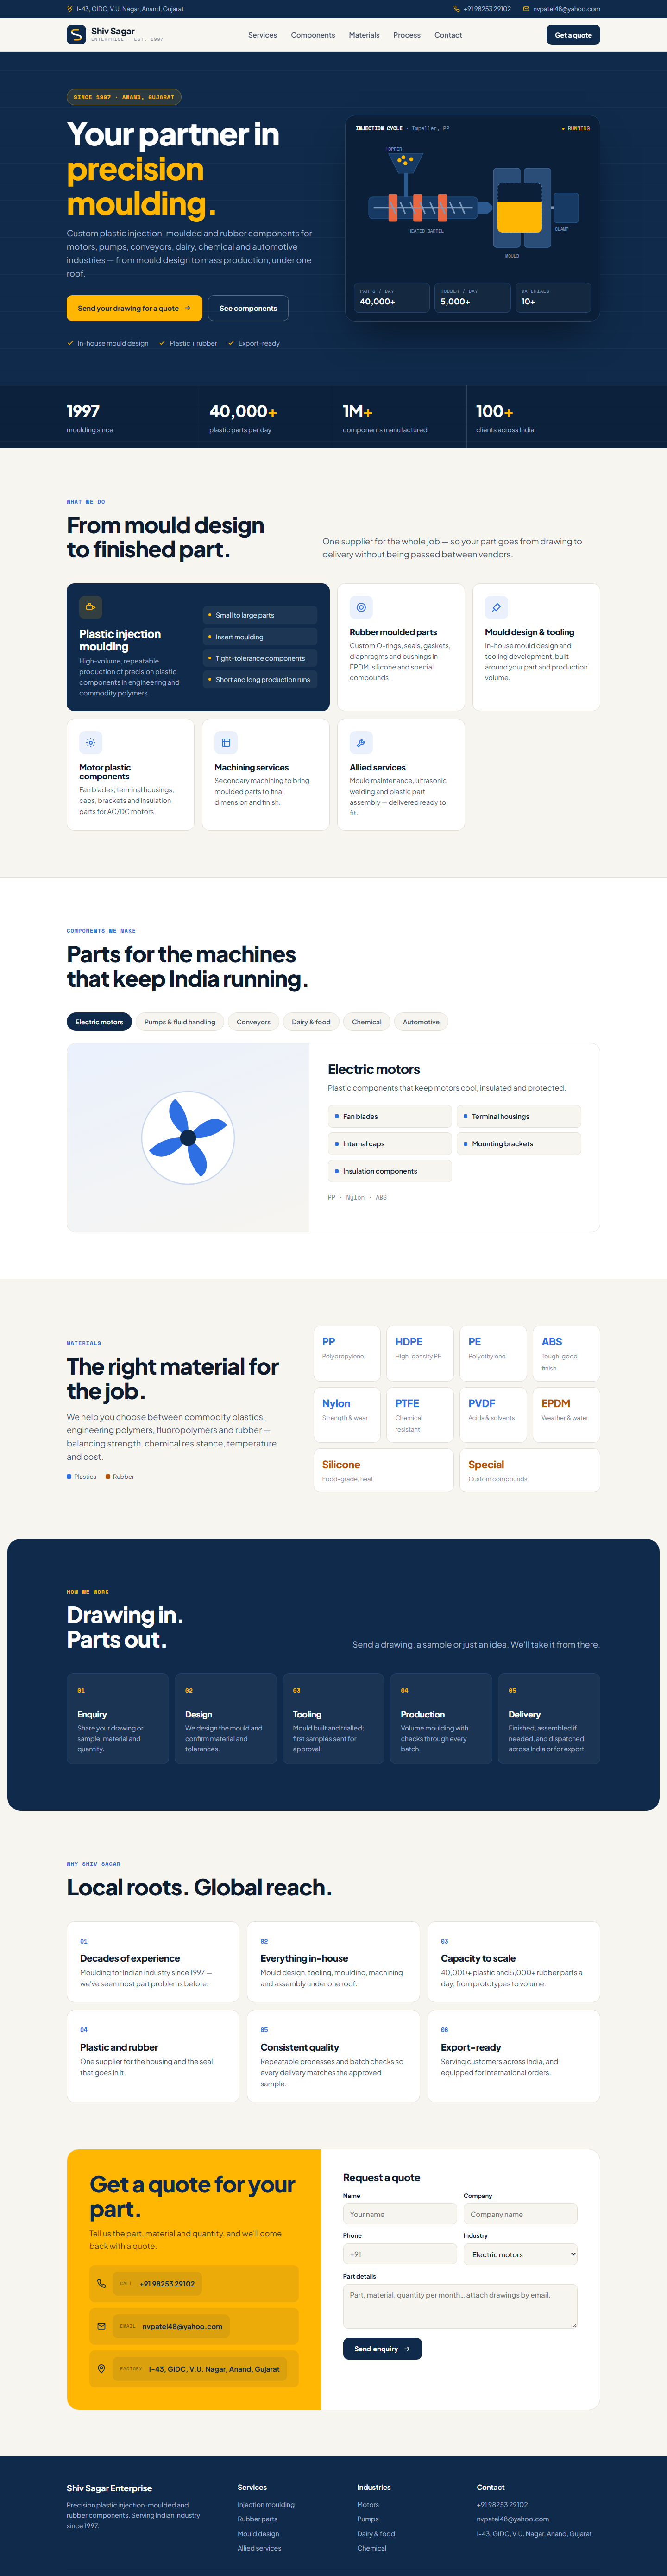 I-43, GIDC, V.U. Nagar, Anand, Gujarat
+91 98253 29102
nvpatel48@yahoo.com
Shiv Sagar
ENTERPRISE · EST. 1997
Services
Components
Materials
Process
Contact
Get a quote
SINCE 1997 · ANAND, GUJARAT
Your partner in
precision
moulding.
Custom plastic injection-moulded and rubber components for
motors, pumps, conveyors, dairy, chemical and automotive
industries — from mould design to mass production, under one
roof.
Send your drawing for a quote →
See components
In-house mould design
Plastic + rubber
Export-ready
INJECTION CYCLE · Impeller, PP
RUNNING
HOPPER
HEATED BARREL
MOULD
CLAMP
PARTS / DAY
40,000+
RUBBER / DAY
5,000+
MATERIALS
10+
1997
moulding since
40,000+
plastic parts per day
1M+
components manufactured
100+
clients across India
WHAT WE DO
From mould design
to finished part.
One supplier for the whole job — so your part goes from drawing to
delivery without being passed between vendors.
Plastic injection
moulding
High-volume, repeatable
production of precision plastic
components in engineering and
commodity polymers.
Small to large parts
Insert moulding
Tight-tolerance components
Short and long production runs
Rubber moulded parts
Custom O-rings, seals, gaskets,
diaphragms and bushings in
EPDM, silicone and special
compounds.
Mould design & tooling
In-house mould design and
tooling development, built
around your part and production
volume.
Motor plastic
components
Fan blades, terminal housings,
caps, brackets and insulation
parts for AC/DC motors.
Machining services
Secondary machining to bring
moulded parts to final
dimension and finish.
Allied services
Mould maintenance, ultrasonic
welding and plastic part
assembly — delivered ready to
fit.
COMPONENTS WE MAKE
Parts for the machines
that keep India running.
Electric motors
Pumps & fluid handling
Conveyors
Dairy & food
Chemical
Automotive
Electric motors
Plastic components that keep motors cool, insulated and protected.
Fan blades
Terminal housings
Internal caps
Mounting brackets
Insulation components
PP · Nylon · ABS
MATERIALS
The right material for
the job.
We help you choose between commodity plastics,
engineering polymers, fluoropolymers and rubber —
balancing strength, chemical resistance, temperature
and cost.
Plastics
Rubber
PP
Polypropylene
HDPE
High-density PE
PE
Polyethylene
ABS
Tough, good
finish
Nylon
Strength & wear
PTFE
Chemical
resistant
PVDF
Acids & solvents
EPDM
Weather & water
Silicone
Food-grade, heat
Special
Custom compounds
HOW WE WORK
Drawing in.
Parts out.
Send a drawing, a sample or just an idea. We'll take it from there.
01
Enquiry
Share your drawing or
sample, material and
quantity.
02
Design
We design the mould and
confirm material and
tolerances.
03
Tooling
Mould built and trialled;
first samples sent for
approval.
04
Production
Volume moulding with
checks through every
batch.
05
Delivery
Finished, assembled if
needed, and dispatched
across India or for export.
WHY SHIV SAGAR
Local roots. Global reach.
01
Decades of experience
Moulding for Indian industry since 1997 —
we've seen most part problems before.
02
Everything in-house
Mould design, tooling, moulding, machining
and assembly under one roof.
03
Capacity to scale
40,000+ plastic and 5,000+ rubber parts a
day, from prototypes to volume.
04
Plastic and rubber
One supplier for the housing and the seal
that goes in it.
05
Consistent quality
Repeatable processes and batch checks so
every delivery matches the approved
sample.
06
Export-ready
Serving customers across India, and
equipped for international orders.
Get a quote for your
part.
Tell us the part, material and quantity, and we'll come
back with a quote.
CALL +91 98253 29102
EMAIL nvpatel48@yahoo.com
FACTORY I-43, GIDC, V.U. Nagar, Anand, Gujarat
Request a quote
Name
Company
Your name
Company name
Phone
Industry
+91
Electric motors
Part details
Part, material, quantity per month… attach drawings by email.
Send enquiry →
Shiv Sagar Enterprise
Precision plastic injection-moulded and
rubber components. Serving Indian industry
since 1997.
Services
Injection moulding
Rubber parts
Mould design
Allied services
Industries
Motors
Pumps
Dairy & food
Chemical
Contact
+91 98253 29102
nvpatel48@yahoo.com
I-43, GIDC, V.U. Nagar, Anand, Gujarat